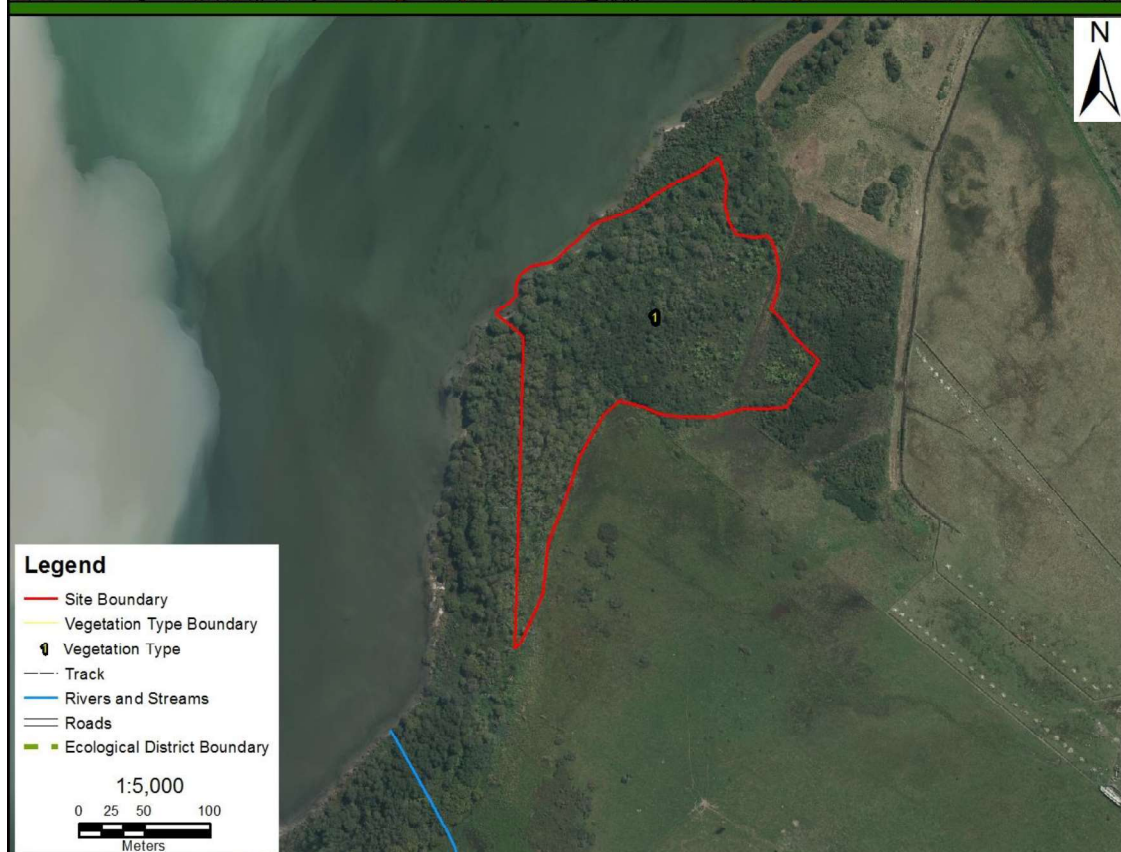 N
1
Legend
Site Boundary
Vegetation Type Boundary
1 Vegetation Type
Track
Rivers and Streams
Roads
Ecological District Boundary
1:5,000
0 25 50 100
Meters